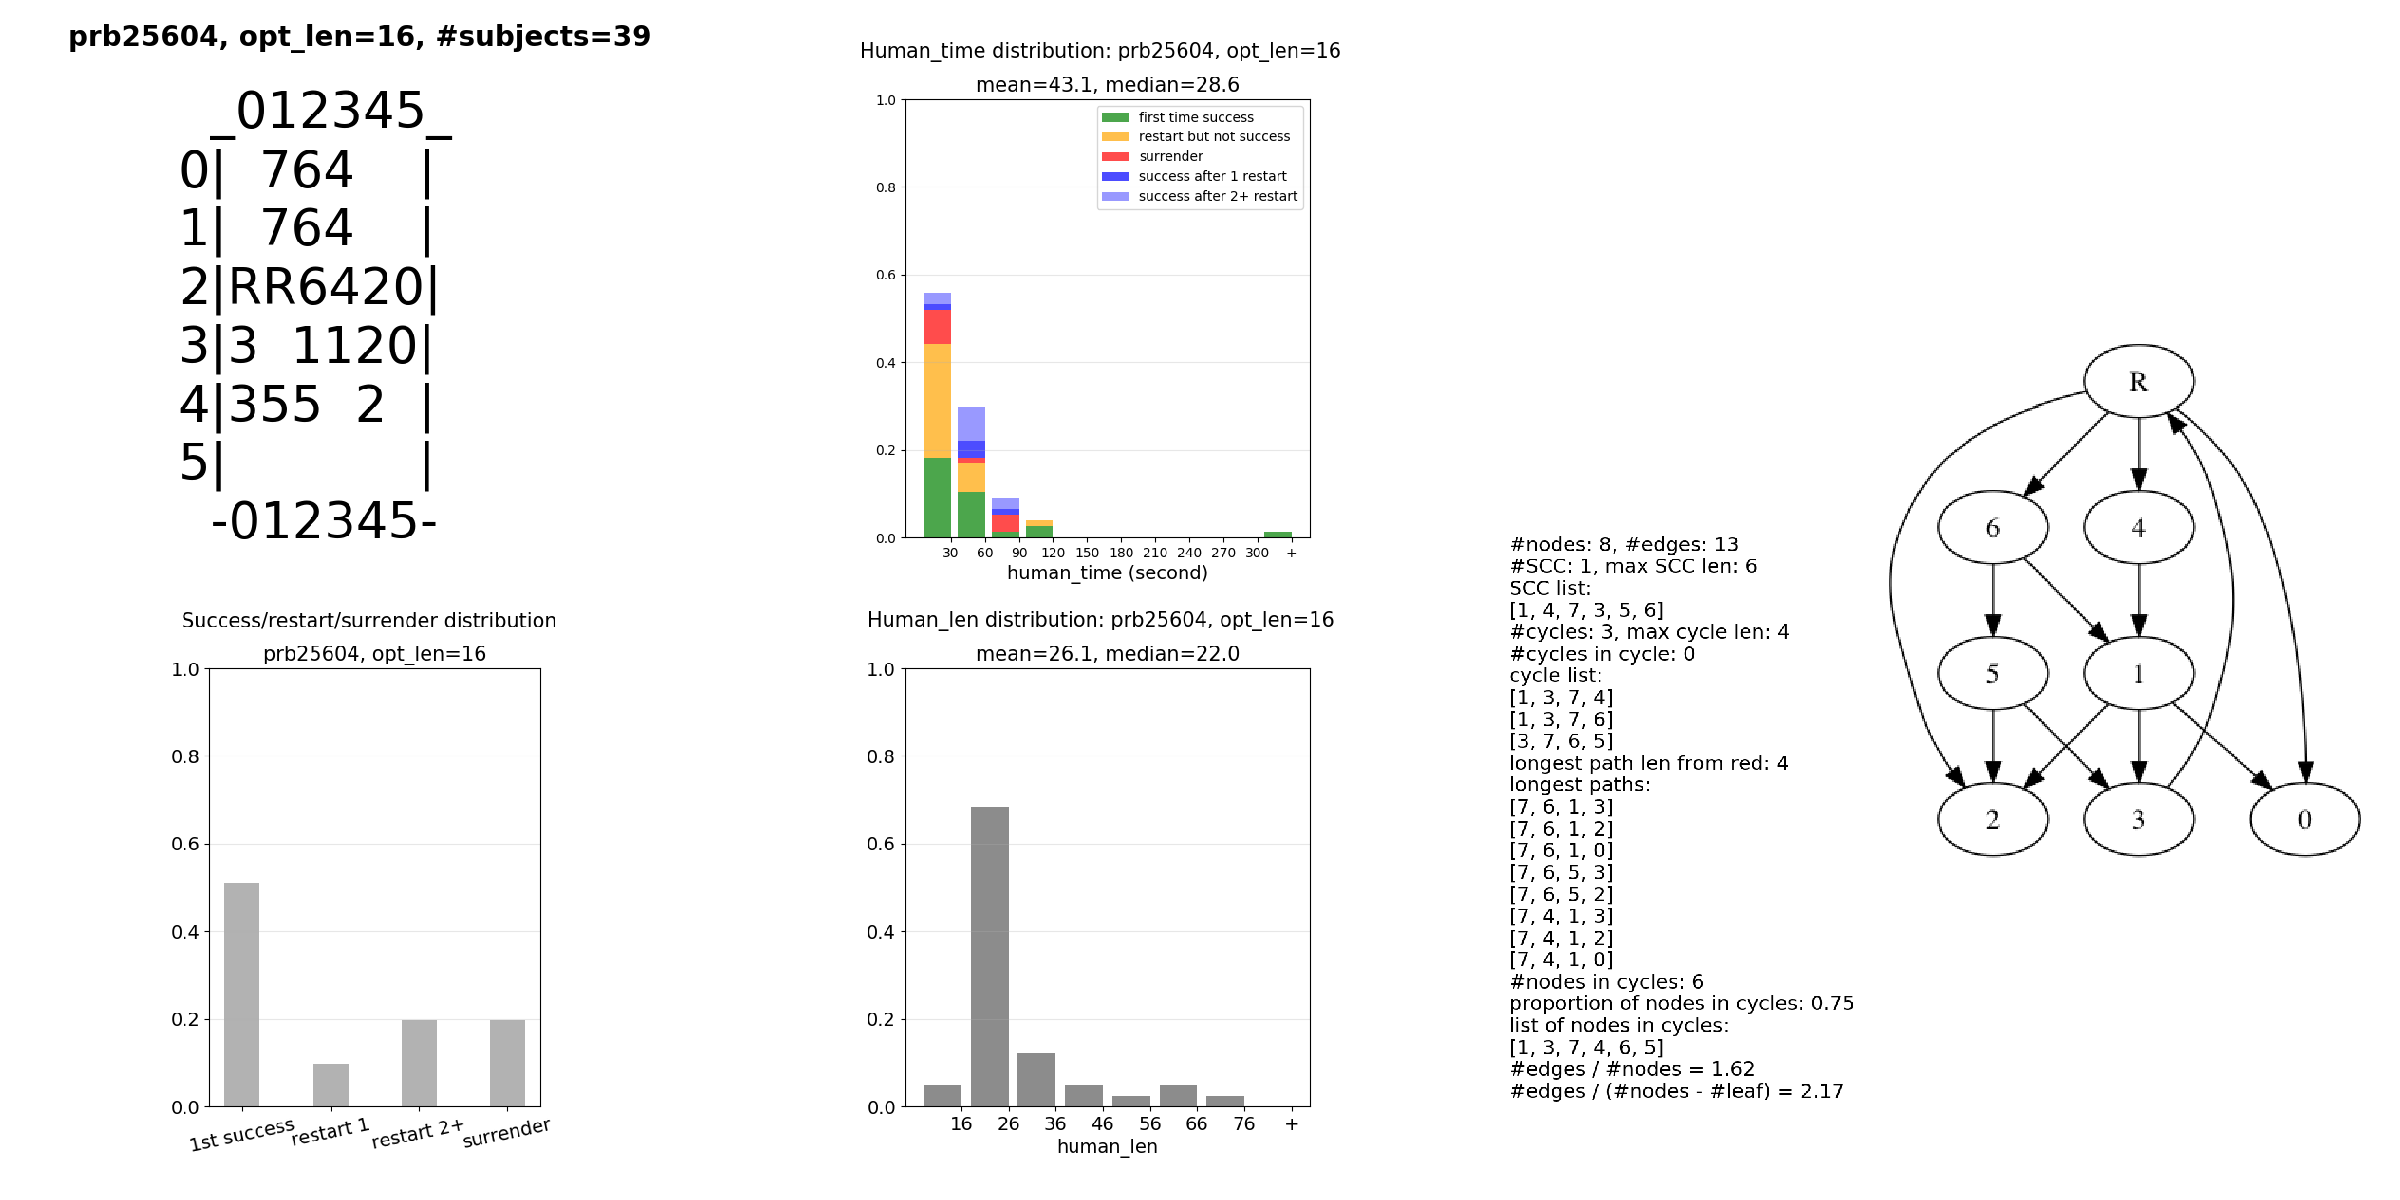 prb25604, opt_len=16, #subjects=39
_012345_
0| 764  |
1| 764  |
2|RR6420|
3|3 1120|
4|355 2 |
5|      |
-012345-
Human_time distribution: prb25604, opt_len=16
mean=43.1, median=28.6
1.0
0.8
0.6
0.4
0.2
0.0
first time success
restart but not success
surrender
success after 1 restart
success after 2+ restart
30 60 90 120 150 180 210 240 270 300 +
human_time (second)
Success/restart/surrender distribution
prb25604, opt_len=16
1.0
0.8
0.6
0.4
0.2
0.0
1st success restart 1 restart 2+ surrender
Human_len distribution: prb25604, opt_len=16
mean=26.1, median=22.0
1.0
0.8
0.6
0.4
0.2
0.0
16 26 36 46 56 66 76 +
human_len
#nodes: 8, #edges: 13
#SCC: 1, max SCC len: 6
SCC list:
[1, 4, 7, 3, 5, 6]
#cycles: 3, max cycle len: 4
#cycles in cycle: 0
cycle list:
[1, 3, 7, 4]
[1, 3, 7, 6]
[3, 7, 6, 5]
longest path len from red: 4
longest paths:
[7, 6, 1, 3]
[7, 6, 1, 2]
[7, 6, 1, 0]
[7, 6, 5, 3]
[7, 6, 5, 2]
[7, 4, 1, 3]
[7, 4, 1, 2]
[7, 4, 1, 0]
#nodes in cycles: 6
proportion of nodes in cycles: 0.75
list of nodes in cycles:
[1, 3, 7, 4, 6, 5]
#edges / #nodes = 1.62
#edges / (#nodes - #leaf) = 2.17
R
6 4
5 1
2 3 0